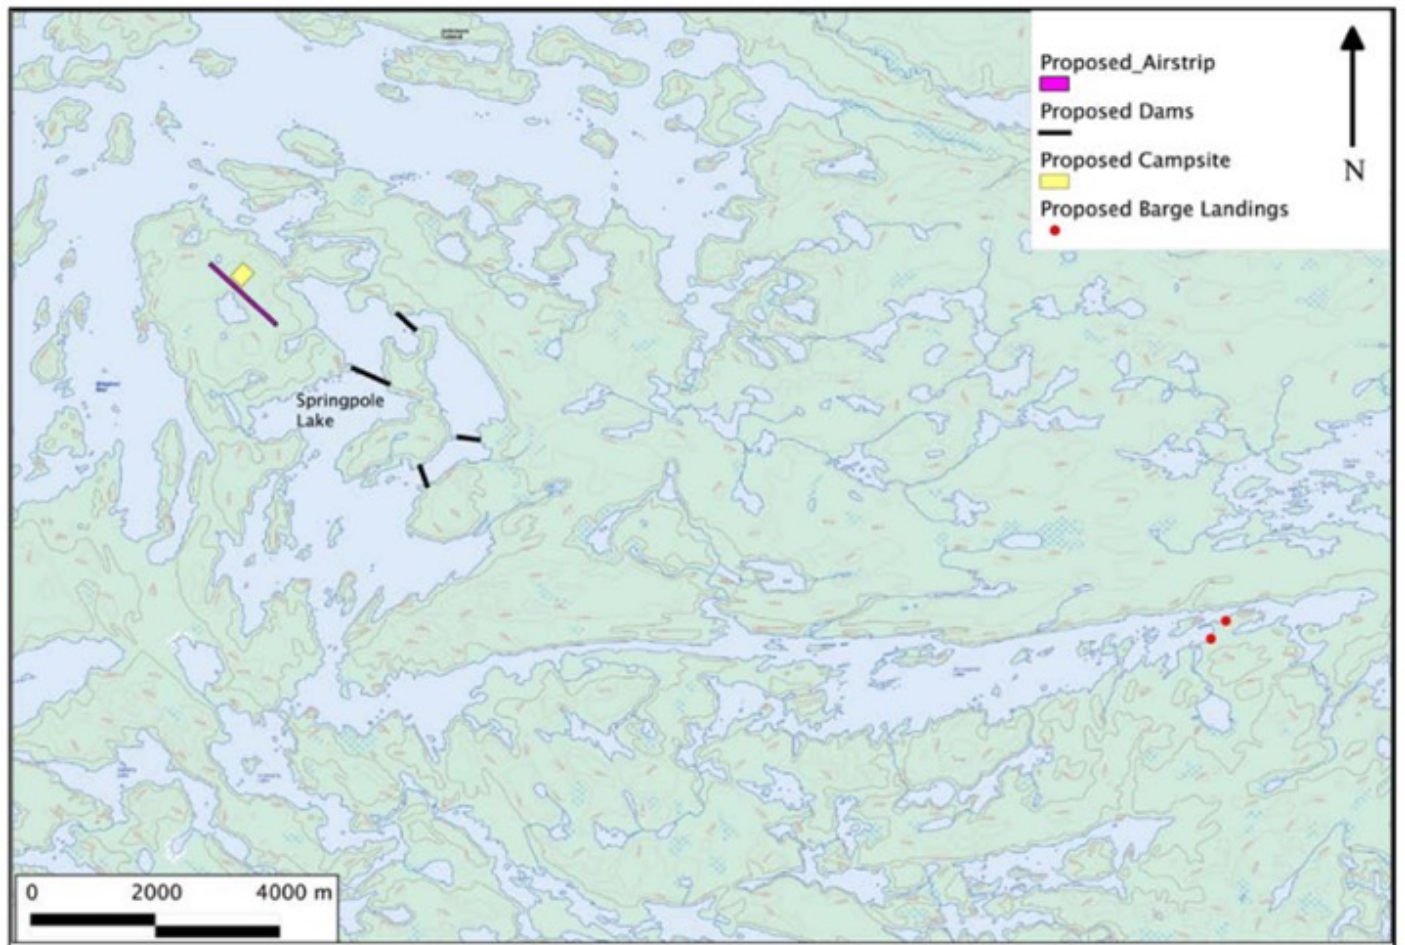 Proposed_Airstrip
Proposed Dams
Proposed Campsite
Proposed Barge Landings
N
Springpole
Lake
0 2000 4000 m